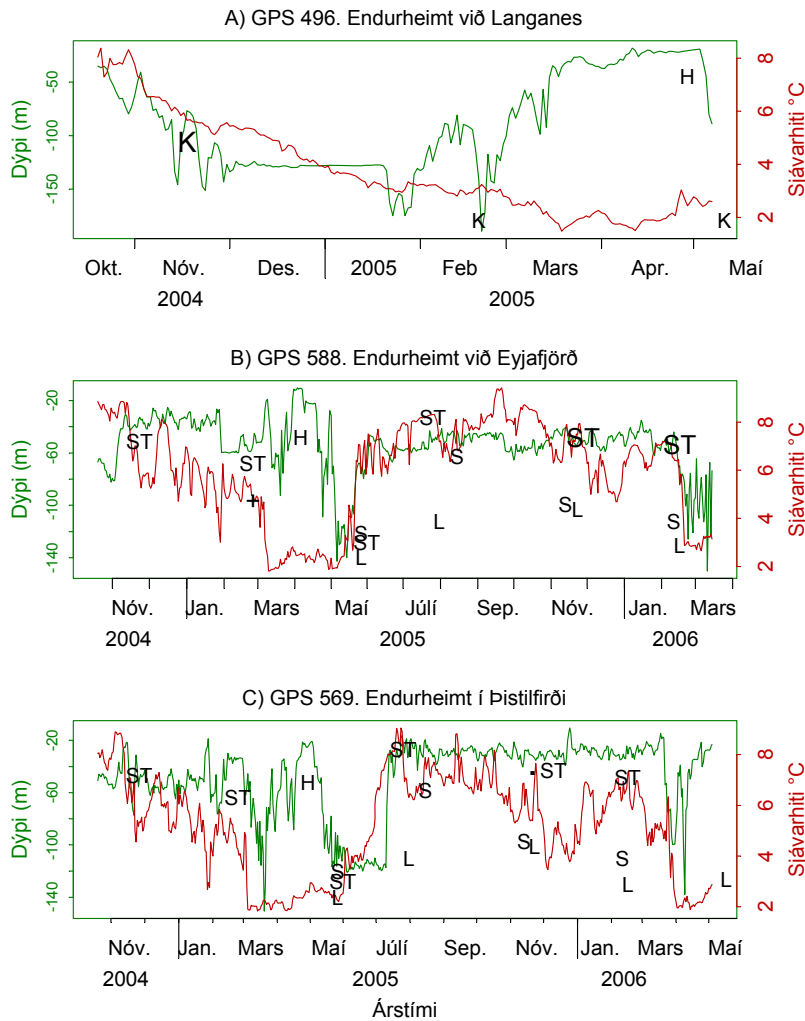 A) GPS 496. Endurheimt við Langanes
Dýpi (m)
-50
-100
-150
8
6
4
2
Siávarhiti °C
K
K
H
K
Okt. Nóv. Des. 2005 Feb Mars Apr. Maí
2004 2005
B) GPS 588. Endurheimt við Eyjafjörð
Dýpi (m)
-20
-60
-100
-140
8
6
4
2
Siávarhiti °C
ST
ST
+
H
S
ST
L
ST
S
L
ST
S
L
ST
S
L
Nóv. Jan. Mars Maí Júlí Sep. Nóv. Jan. Mars
2004 2005 2006
C) GPS 569. Endurheimt í Þistilfirði
Dýpi (m)
-20
-60
-100
-140
8
6
4
2
Siávarhiti °C
ST
ST
H
S
ST
L
ST
S
L
ST
S
L
ST
S
L
L
Nóv. Jan. Mars Maí Júlí Sep. Nóv. Jan. Mars Maí
2004 2005 2006
Árstími